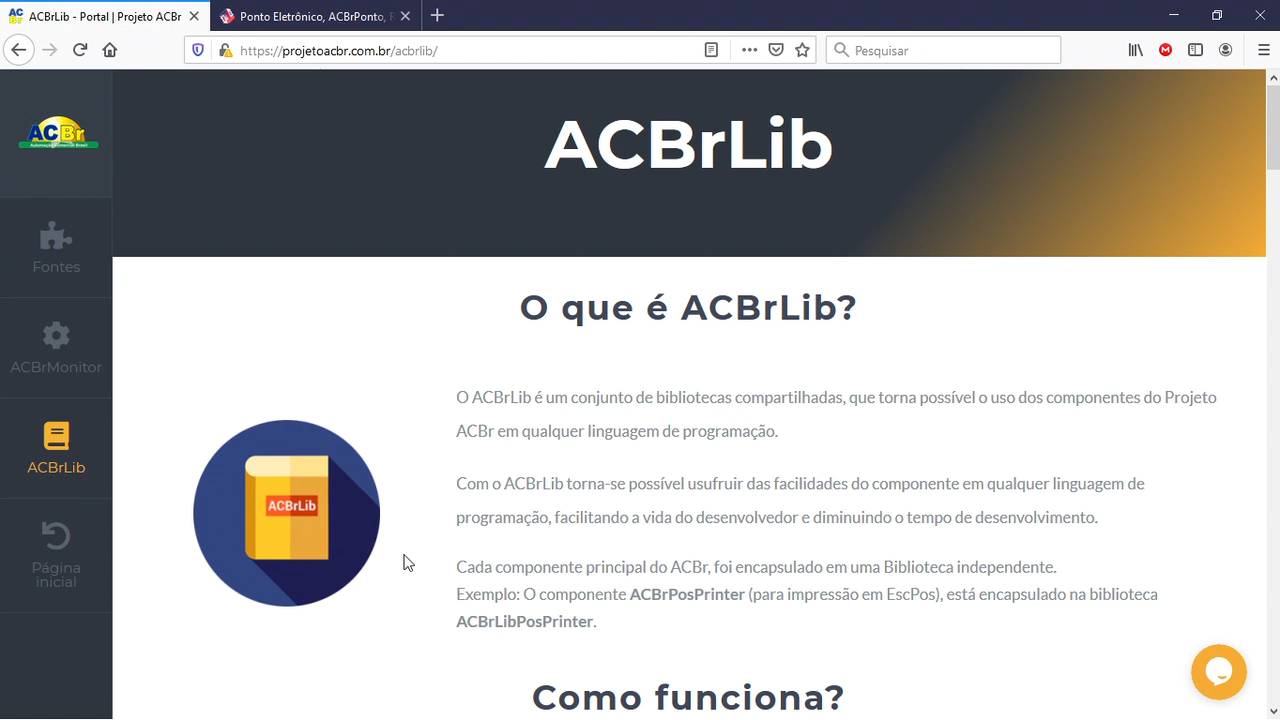 ACBrLib - Portal | Projeto ACBr
Ponto Eletrônico, ACBrPonto,
https://projetoacbr.com.br/acbrlib/
Pesquisar
ACBr
Automação Comercial Brasil
Fontes
ACBrMonitor
ACBrLib
Página
inicial
ACBrLib
O que é ACBrLib?
ACBrLib
O ACBrLib é um conjunto de bibliotecas compartilhadas, que torna possível o uso dos componentes do Projeto
ACBr em qualquer linguagem de programação.
Com o ACBrLib torna-se possível usufruir das facilidades do componente em qualquer linguagem de
programação, facilitando a vida do desenvolvedor e diminuindo o tempo de desenvolvimento.
Cada componente principal do ACBr, foi encapsulado em uma Biblioteca independente.
Exemplo: O componente ACBrPosPrinter (para impressão em EscPos), está encapsulado na biblioteca
ACBrLibPosPrinter.
Como funciona?